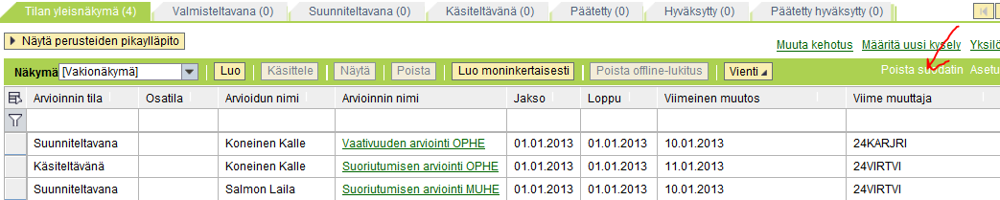 Tilan yleisnäkymä (4) Valmisteltavana (0) Suunniteltavana (0) Käsiteltävänä (0) Päätetty (0) Hyväksytty (0) Päätetty hyväksytty (0)
Näytä perusteiden pikaylläpito
Muuta kehotus Määritä uusi kysely Yksilö
Näkymä [Vakionäkymä] Luo Käsittele Näytä Poista Luo moninkertaisesti Poista offline-lukitus Vienti Poista suodatin Asetu
Arvioinnin tila Osatila Arvioidun nimi Arvioinnin nimi Jakso Loppu Viimeinen muutos Viime muuttaja
Suunniteltavana Koneinen Kalle Vaativuuden arviointi OPHE 01.01.2013 01.01.2013 10.01.2013 24KARJRI
Käsiteltävänä Koneinen Kalle Suoriutumisen arviointi OPHE 01.01.2013 01.01.2013 11.01.2013 24VIRTVI
Suunniteltavana Salmon Laila Suoriutumisen arviointi MUHE 01.01.2013 01.01.2013 10.01.2013 24VIRTVI